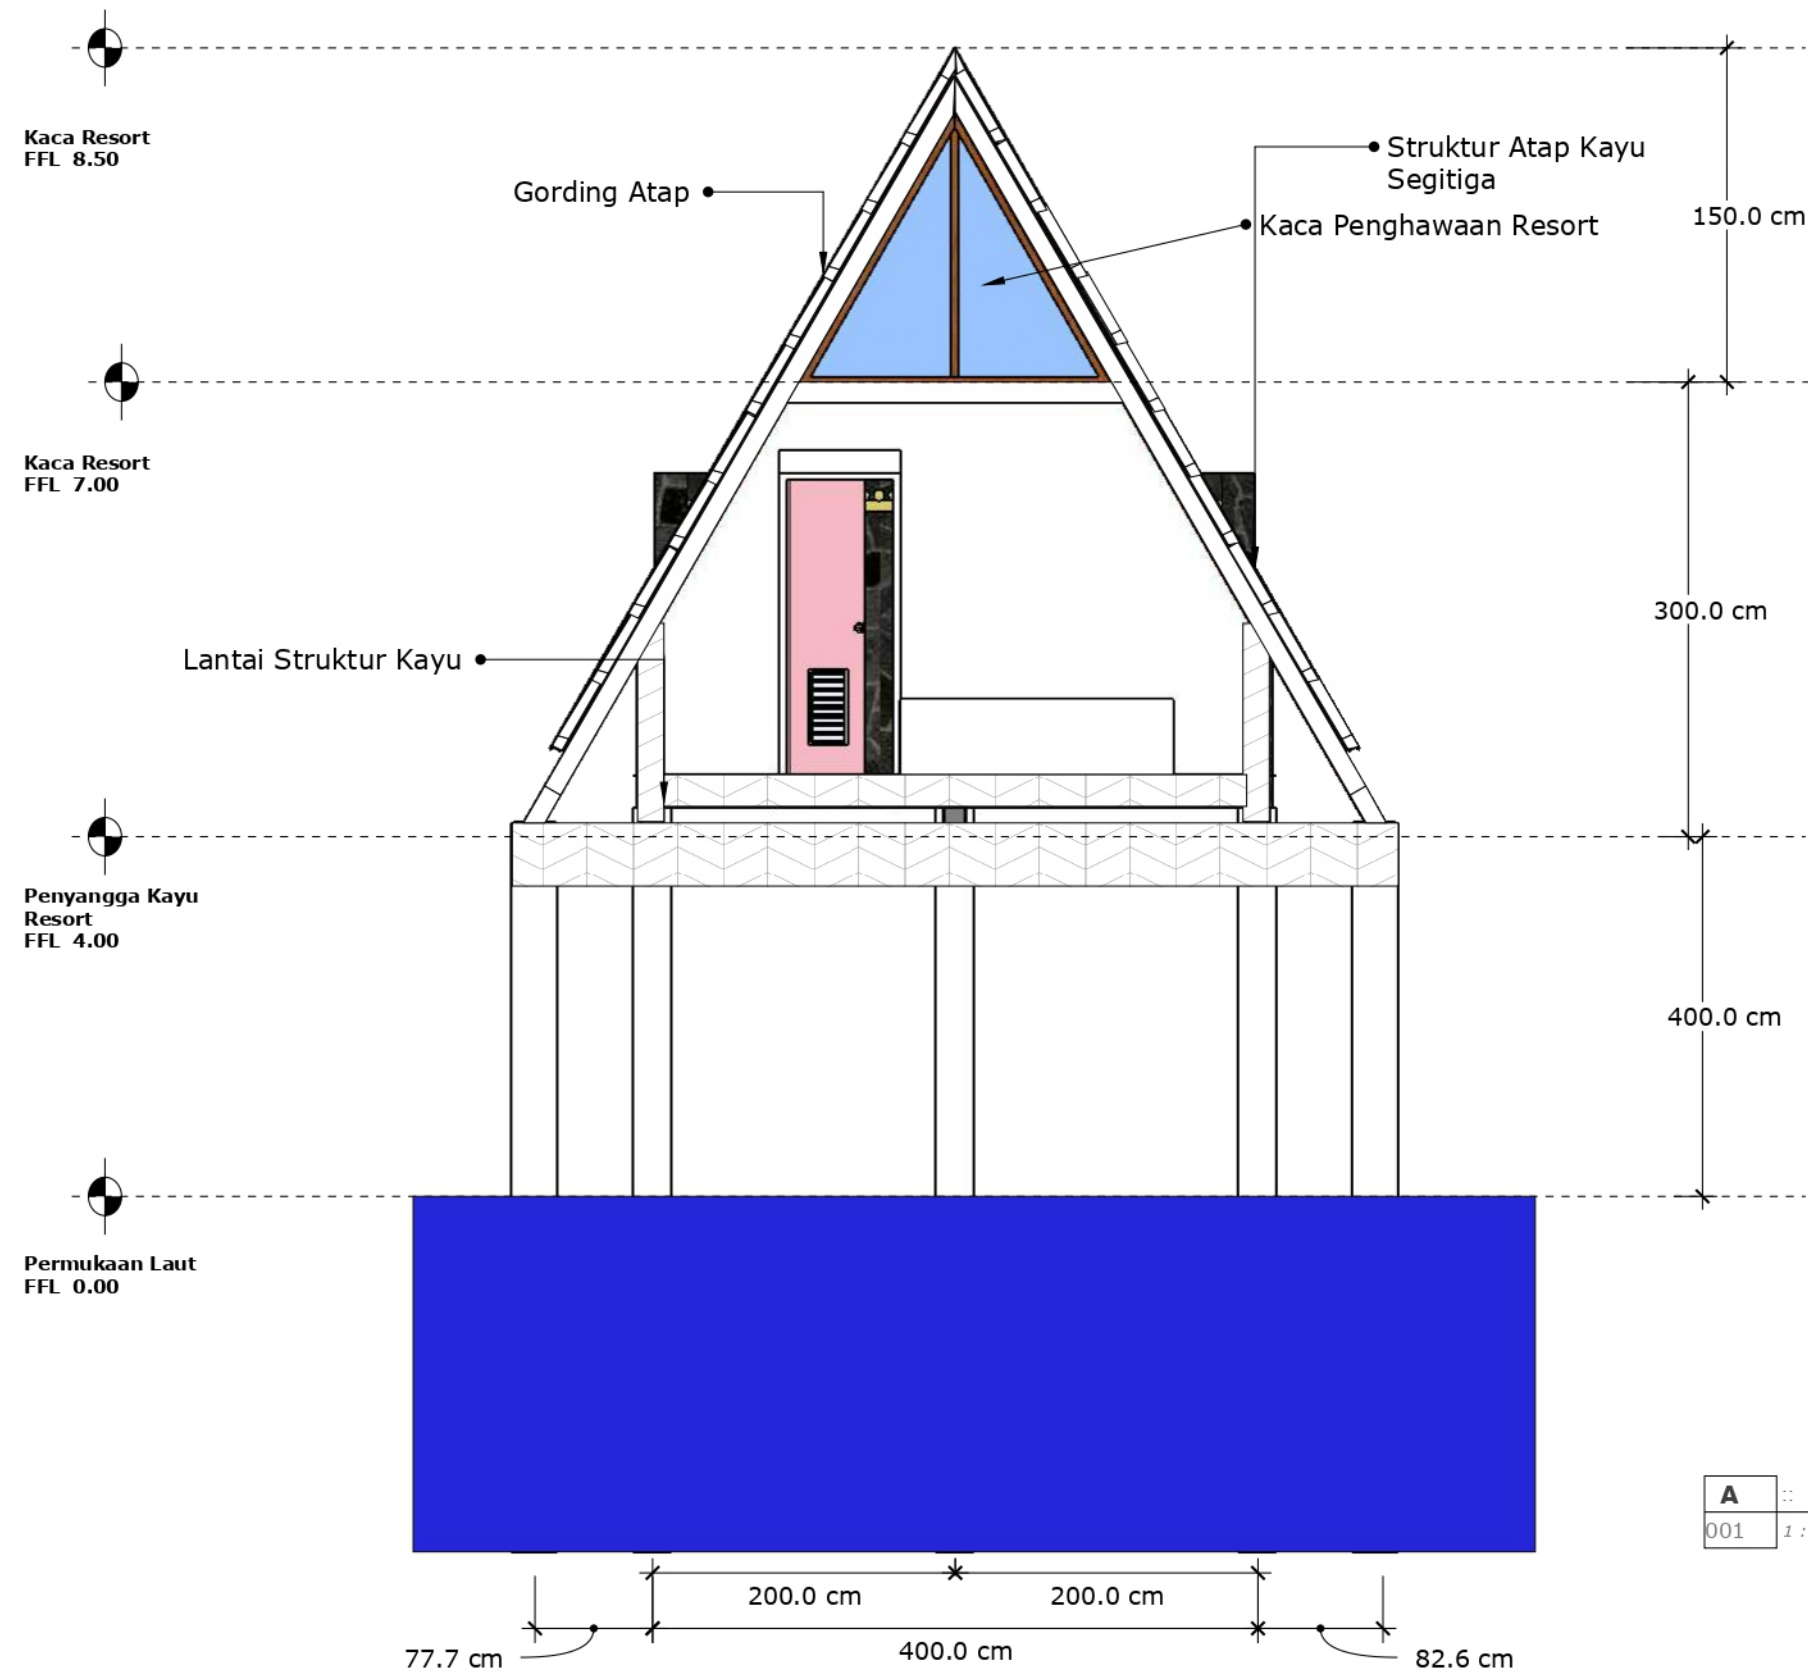 Kaca Resort
FFL 8.50
Struktur Atap Kayu
Segitiga
Gording Atap
Kaca Penghawaan Resort
150.0 cm
Kaca Resort
FFL 7.00
300.0 cm
Lantai Struktur Kayu
Penyangga Kayu
Resort
FFL 4.00
400.0 cm
Permukaan Laut
FFL 0.00
A ::
001 1 :
200.0 cm
200.0 cm
77.7 cm
400.0 cm
82.6 cm